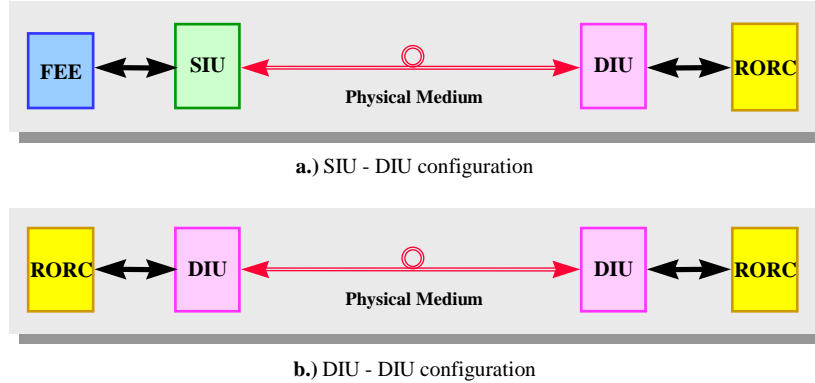 FEE SIU DIU RORC
Physical Medium
a.) SIU - DIU configuration
RORC DIU DIU RORC
Physical Medium
b.) DIU - DIU configuration